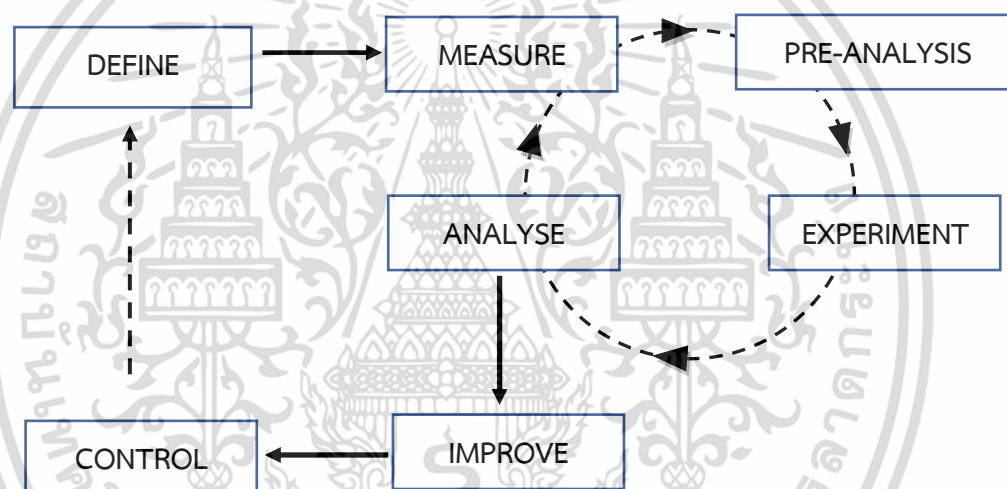 DEFINE
MEASURE
PRE-ANALYSIS
ANALYSE
EXPERIMENT
CONTROL
IMPROVE